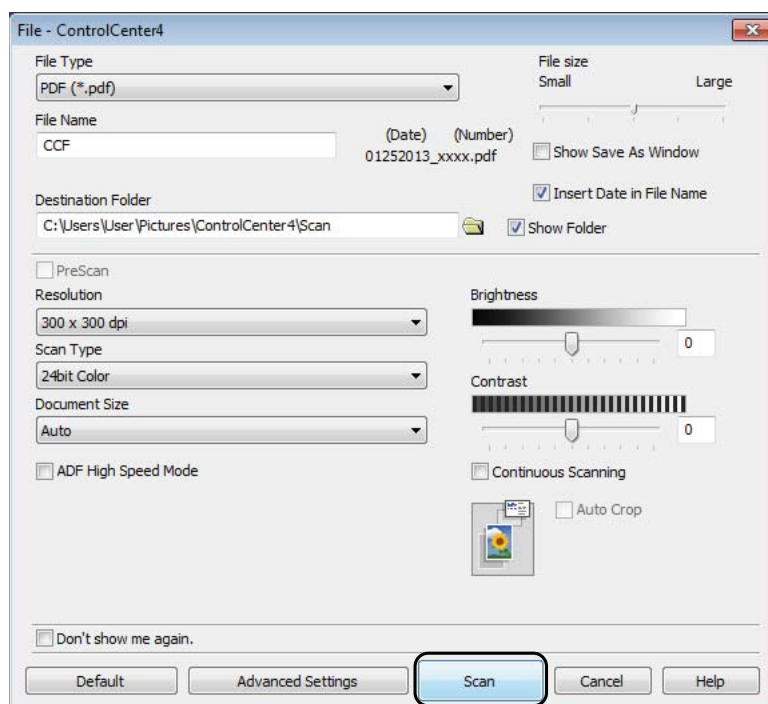 File - ControlCenter4
File Type
PDF (*.pdf)
File size
Small Large
File Name
CCF
(Date) (Number)
01252013_xxxx.pdf
Show Save As Window
Insert Date in File Name
Destination Folder
C:\Users\User\Pictures\ControlCenter4\Scan
Show Folder
PreScan
Resolution
300 x 300 dpi
Scan Type
24bit Color
Document Size
Auto
ADF High Speed Mode
Brightness
0
Contrast
0
Continuous Scanning
Auto Crop
Don't show me again.
Default Advanced Settings Scan Cancel Help